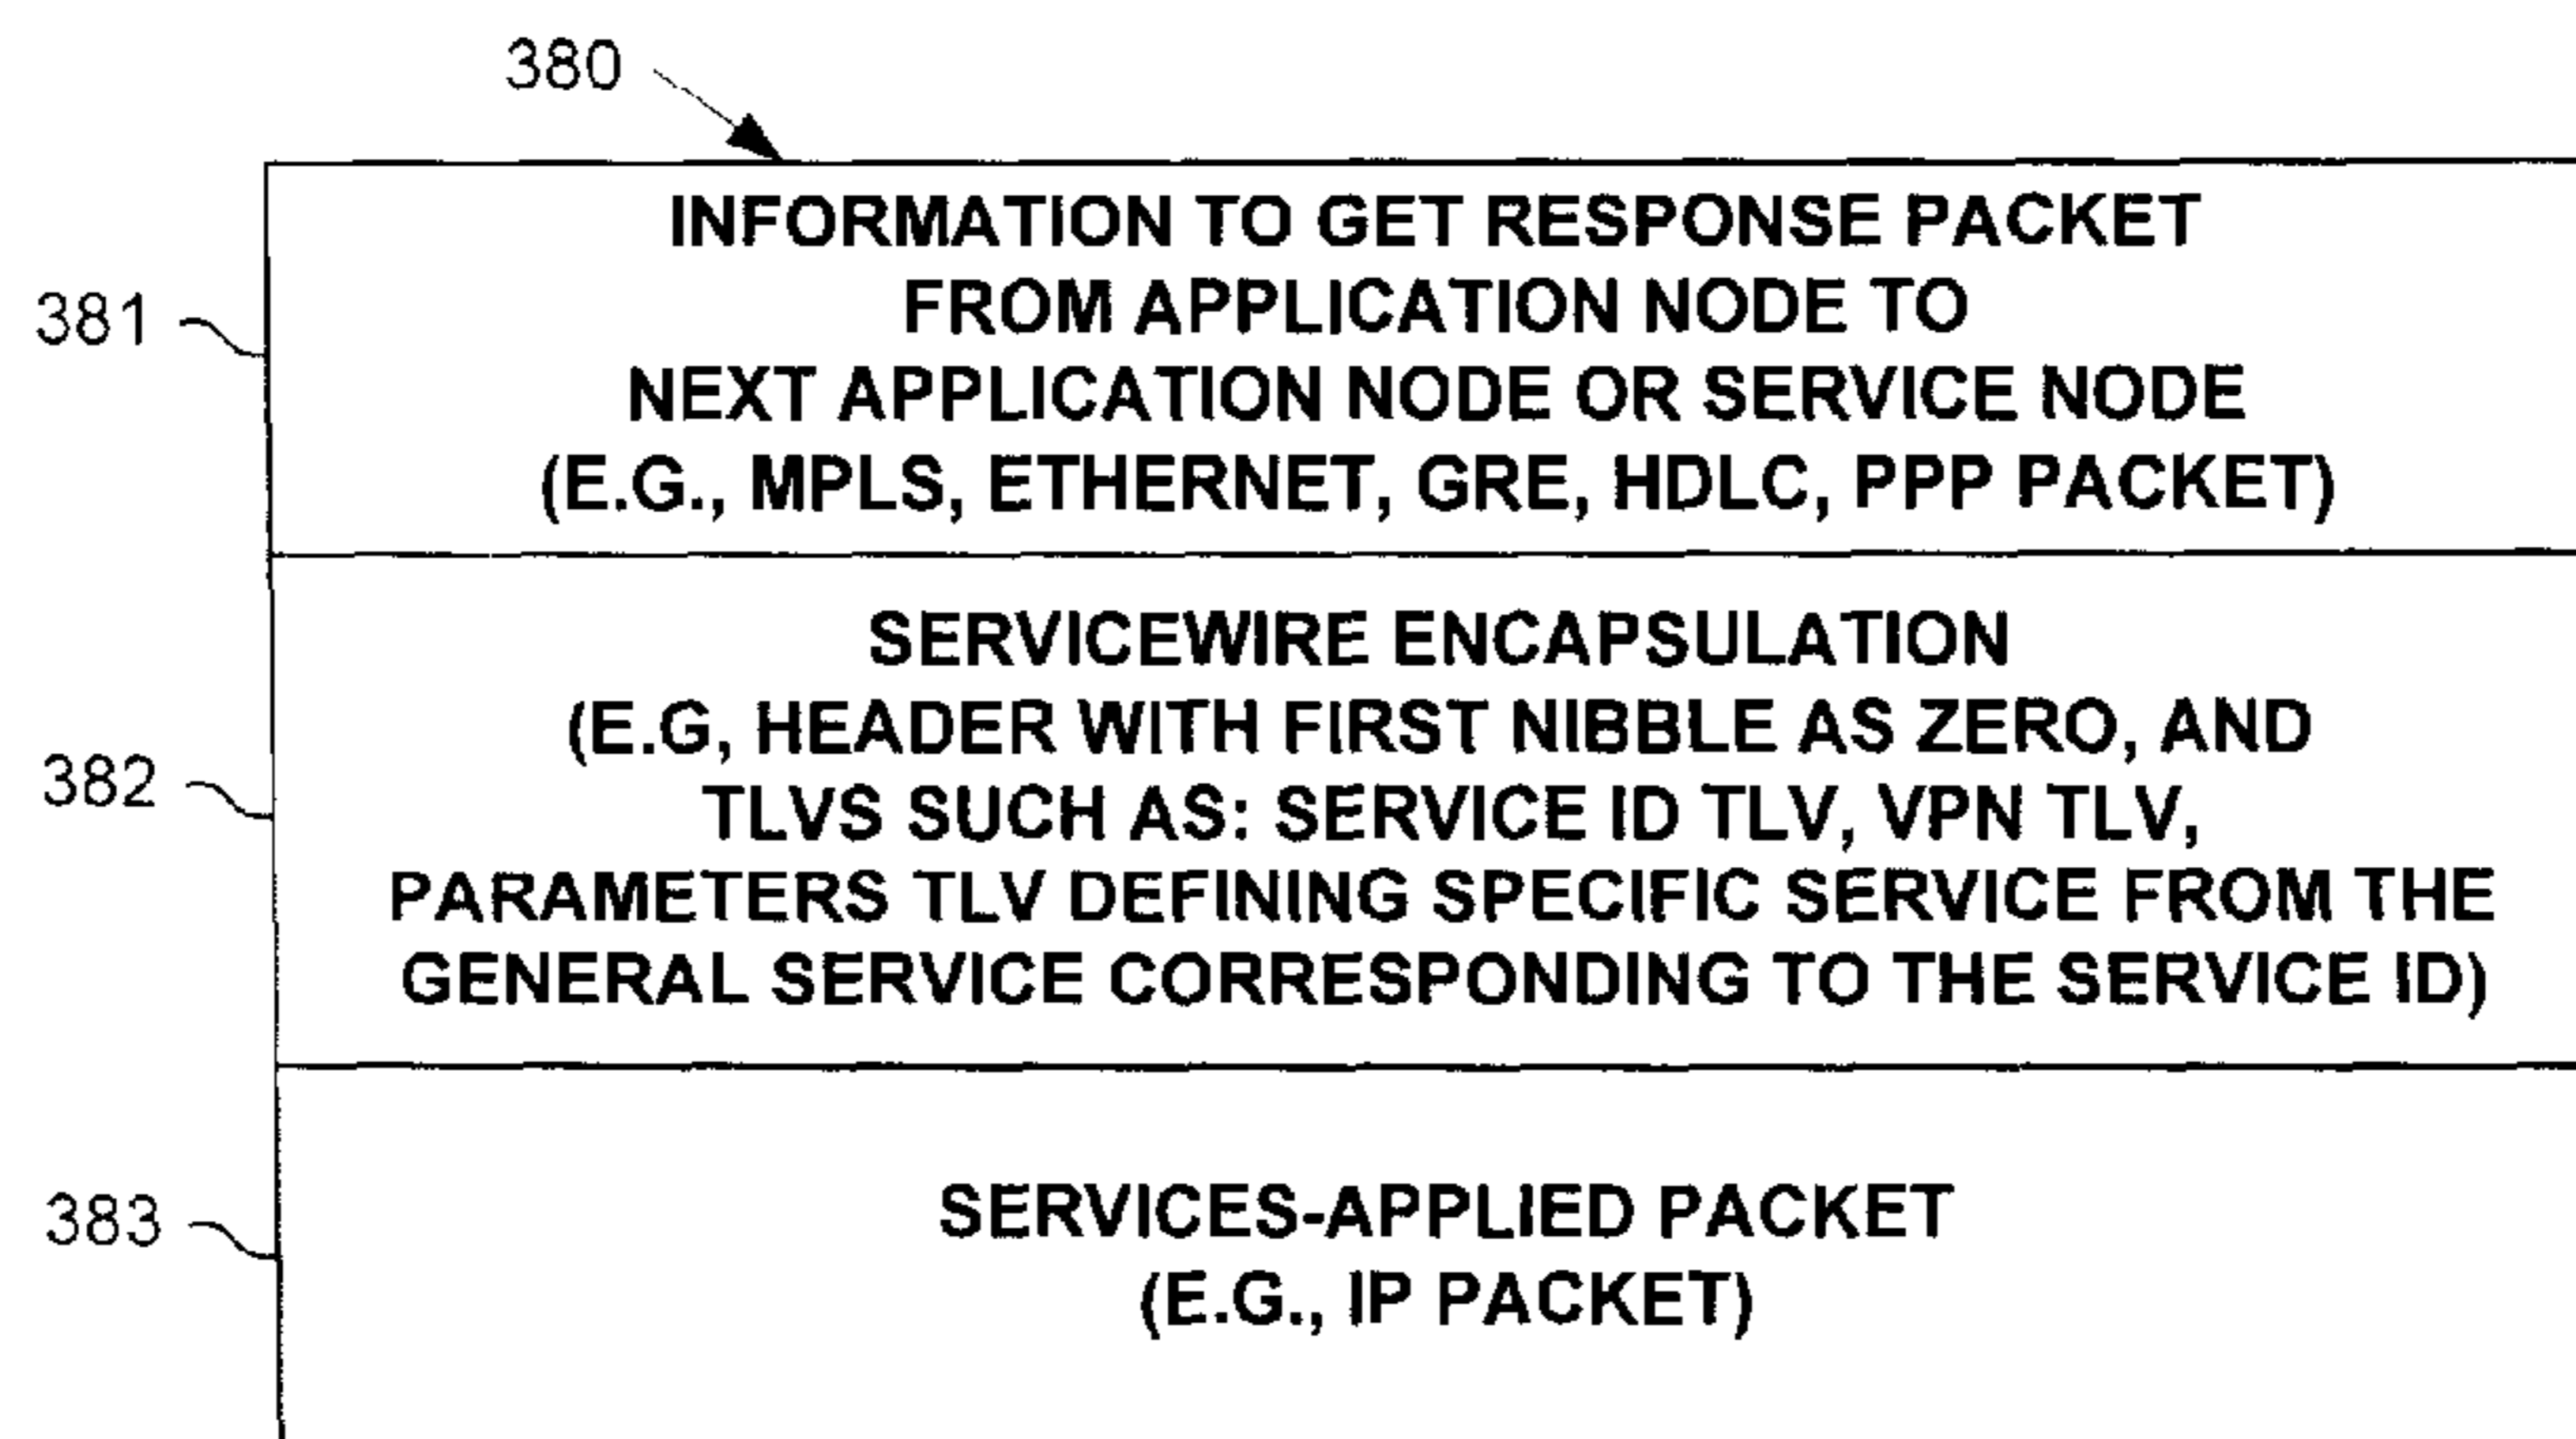 380
381
INFORMATION TO GET RESPONSE PACKET
FROM APPLICATION NODE TO
NEXT APPLICATION NODE OR SERVICE NODE
(E.G., MPLS, ETHERNET, GRE, HDLC, PPP PACKET)
382
SERVICEWIRE ENCAPSULATION
(E.G, HEADER WITH FIRST NIBBLE AS ZERO, AND
TLVS SUCH AS: SERVICE ID TLV, VPN TLV,
PARAMETERS TLV DEFINING SPECIFIC SERVICE FROM THE
GENERAL SERVICE CORRESPONDING TO THE SERVICE ID)
383
SERVICES-APPLIED PACKET
(E.G., IP PACKET)